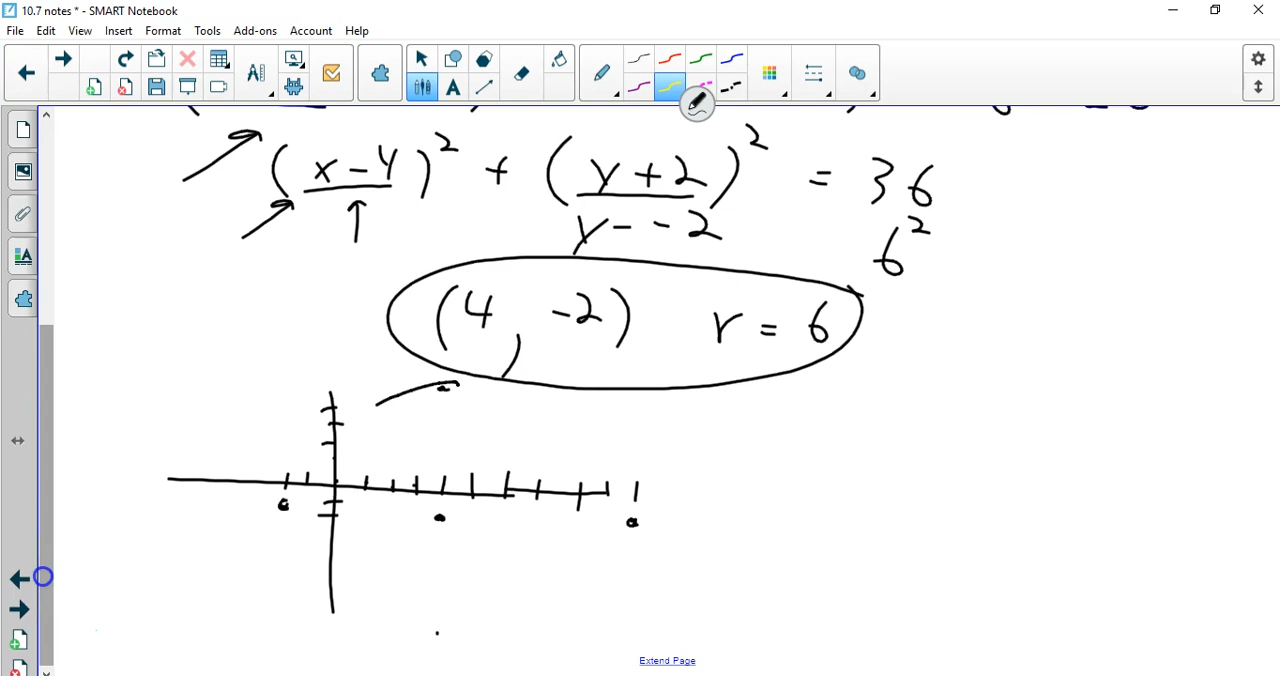 10.7 notes * - SMART Notebook
File Edit View Insert Format Tools Add-ons Account Help
(x - 4)² + (y + 2)² = 36
y - - 2
6²
(4, -2) r = 6
Extend Page